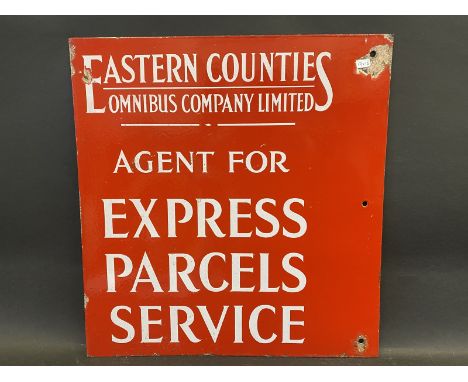 EASTERN COUNTIES
OMNIBUS COMPANY LIMITED
AGENT FOR
EXPRESS
PARCELS
SERVICE